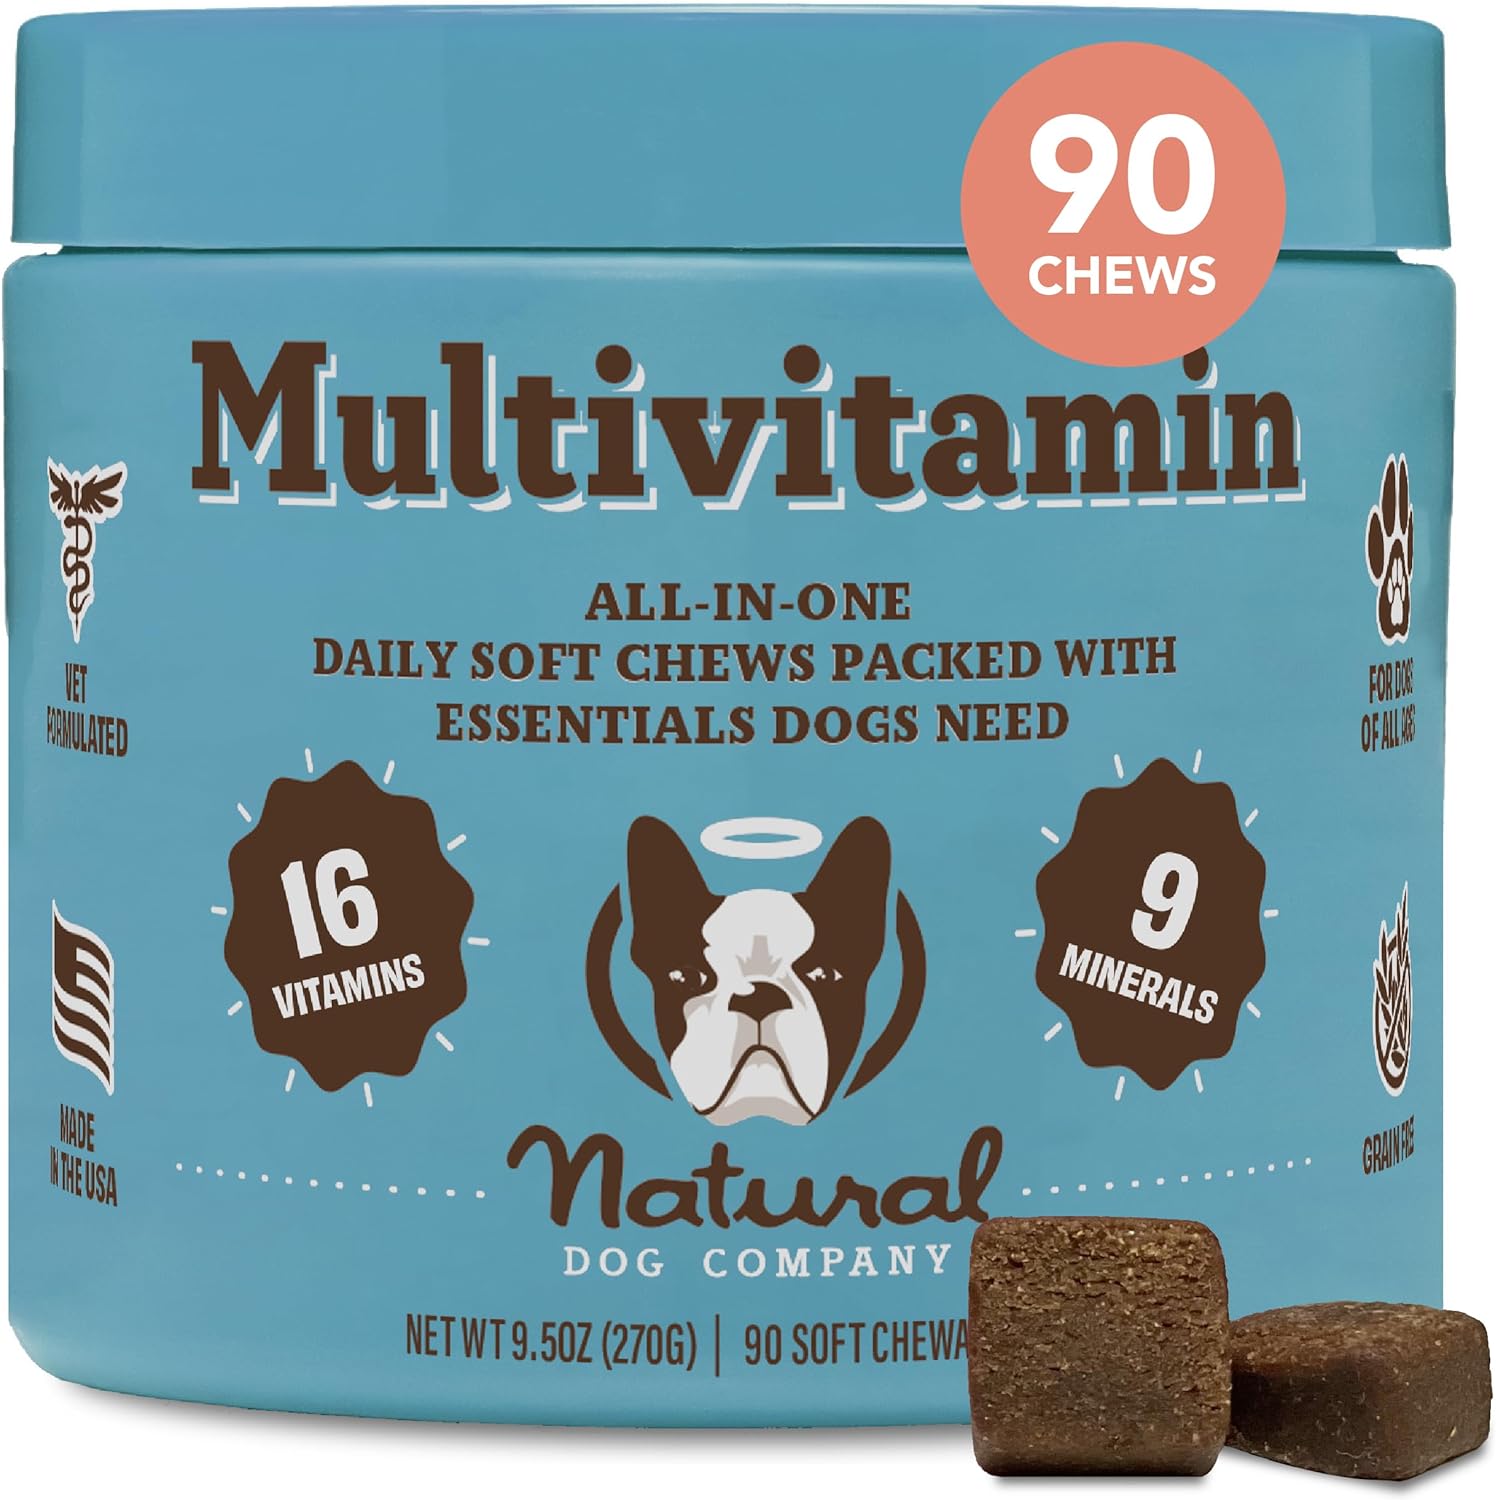 90
CHEWS
Multivitamin
ALL-IN-ONE
DAILY SOFT CHEWS PACKED WITH
ESSENTIALS DOGS NEED
VET
FORMULATED
FOR DOGS
OF ALL AGES
16
VITAMINS
9
MINERALS
MADE
IN THE USA
GRAIN FREE
Natural
DOG COMPANY
NET WT 9.5OZ (270G) | 90 SOFT CHEWA